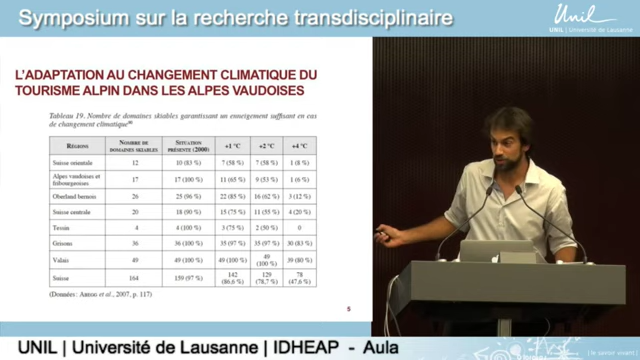 Symposium sur la recherche transdisciplinaire
Unil
UNIL | Université de Lausanne
L'ADAPTATION AU CHANGEMENT CLIMATIQUE DU
TOURISME ALPIN DANS LES ALPES VAUDOISES
Tableau 19. Nombre de domaines skiables garantissant un enneigement suffisant en cas
de changement climatique
RÉGIONS NOMBRE DE DOMAINES SKIABLES SITUATION PRÉSENTE (2000) +1 °C +2 °C +4 °C
Suisse orientale 12 10 (83 %) 7 (58 %) 7 (58 %) 1 (8 %)
Alpes vaudoises et fribourgeoises 17 17 (100 %) 11 (65 %) 9 (53 %) 1 (6 %)
Oberland bernois 26 25 (96 %) 22 (85 %) 16 (62 %) 3 (12 %)
Suisse centrale 20 18 (90 %) 15 (75 %) 11 (55 %) 4 (20 %)
Tessin 4 4 (100 %) 3 (75 %) 2 (50 %) 0
Grisons 36 36 (100 %) 35 (97 %) 35 (97 %) 30 (83 %)
Valais 49 49 (100 %) 49 (100 %) 49 (100 %) 39 (80 %)
Suisse 164 159 (97 %) 142 (86,6 %) 129 (78,7 %) 78 (47,6 %)
(Données : et al., 2007, p. 117)
5
UNIL | Université de Lausanne | IDHEAP - Aula
| le savoir vivant |